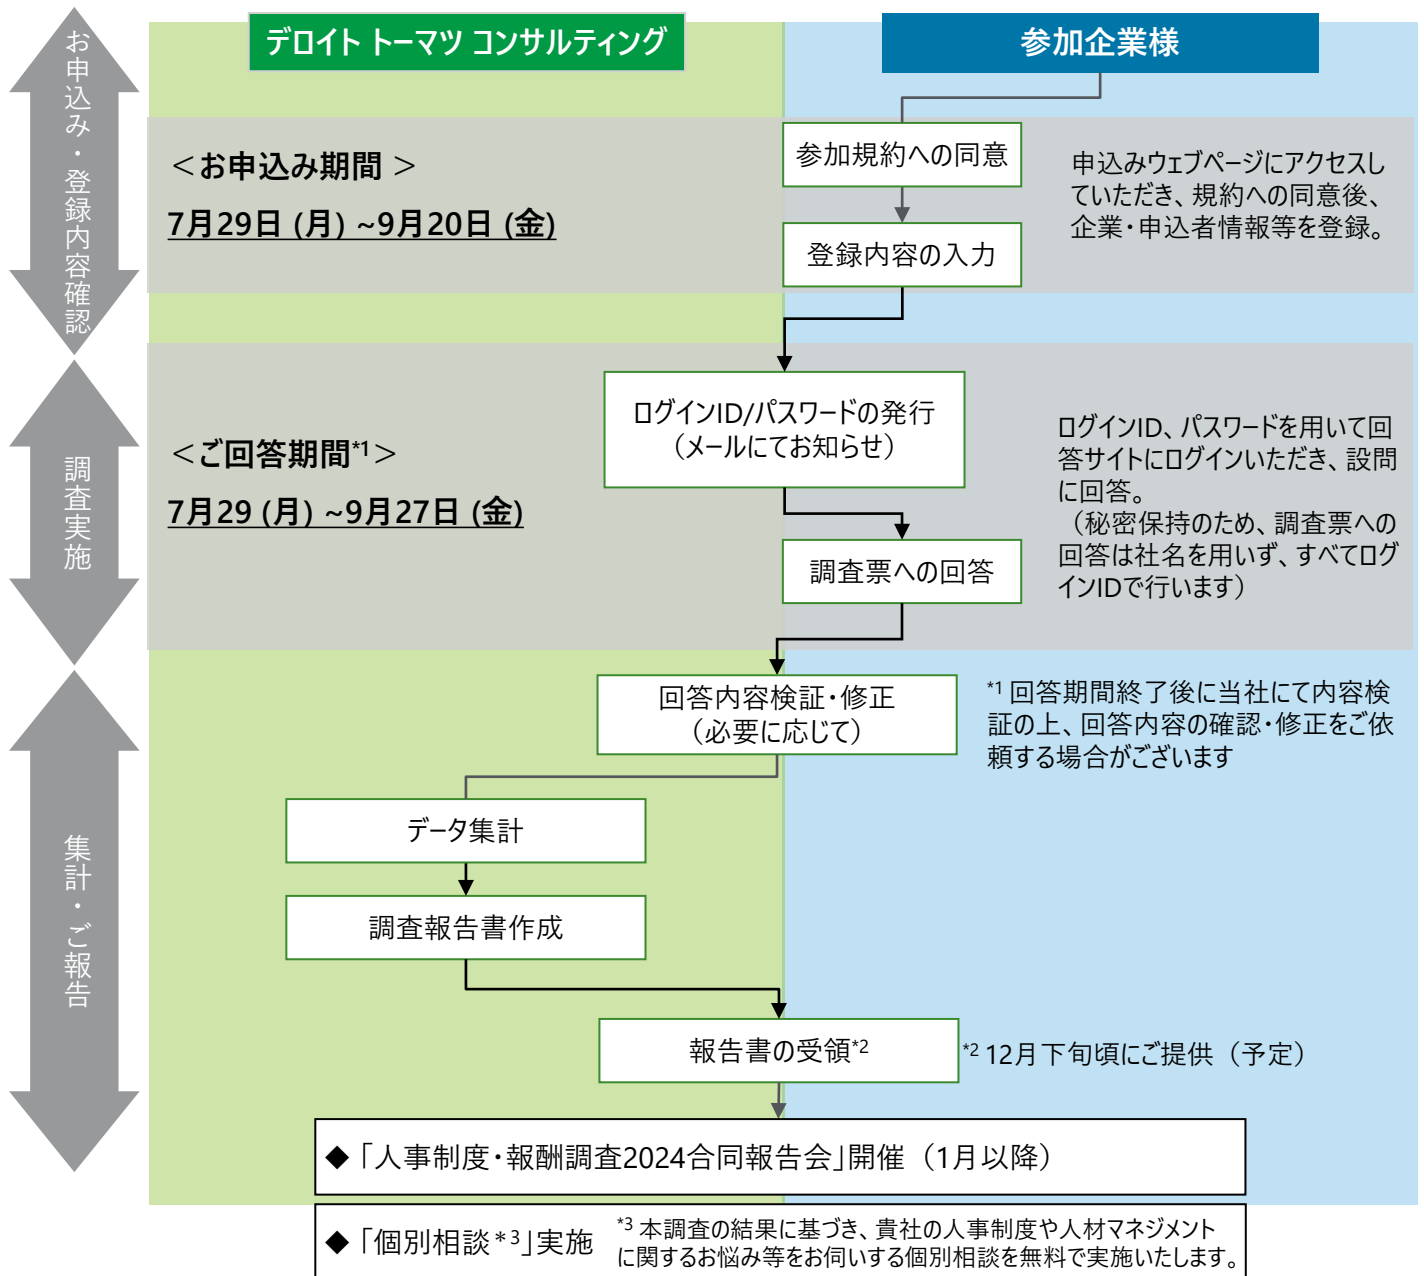 お申込み・登録内容確認
デロイト トーマツ コンサルティング
参加企業様
＜お申込み期間 ＞
7月29日 (月) ~9月20日 (金)
参加規約への同意
登録内容の入力
申込みウェブページにアクセスし
ていただき、規約への同意後、
企業・申込者情報等を登録。
調査実施
＜ご回答期間*1＞
7月29 (月) ~9月27日 (金)
ログインID/パスワードの発行
（メールにてお知らせ）
調査票への回答
ログインID、パスワードを用いて回
答サイトにログインいただき、設問
に回答。
（秘密保持のため、調査票への
回答は社名を用いず、すべてログ
インIDで行います）
集計・ご報告
回答内容検証・修正
（必要に応じて）
*1 回答期間終了後に当社にて内容検
証の上、回答内容の確認・修正をご依
頼する場合がございます
データ集計
調査報告書作成
報告書の受領*2
*2 12月下旬頃にご提供（予定）
◆「人事制度・報酬調査2024合同報告会」開催（1月以降）
◆「個別相談＊3」実施
*3 本調査の結果に基づき、貴社の人事制度や人材マネジメント
に関するお悩み等をお伺いする個別相談を無料で実施いたします。